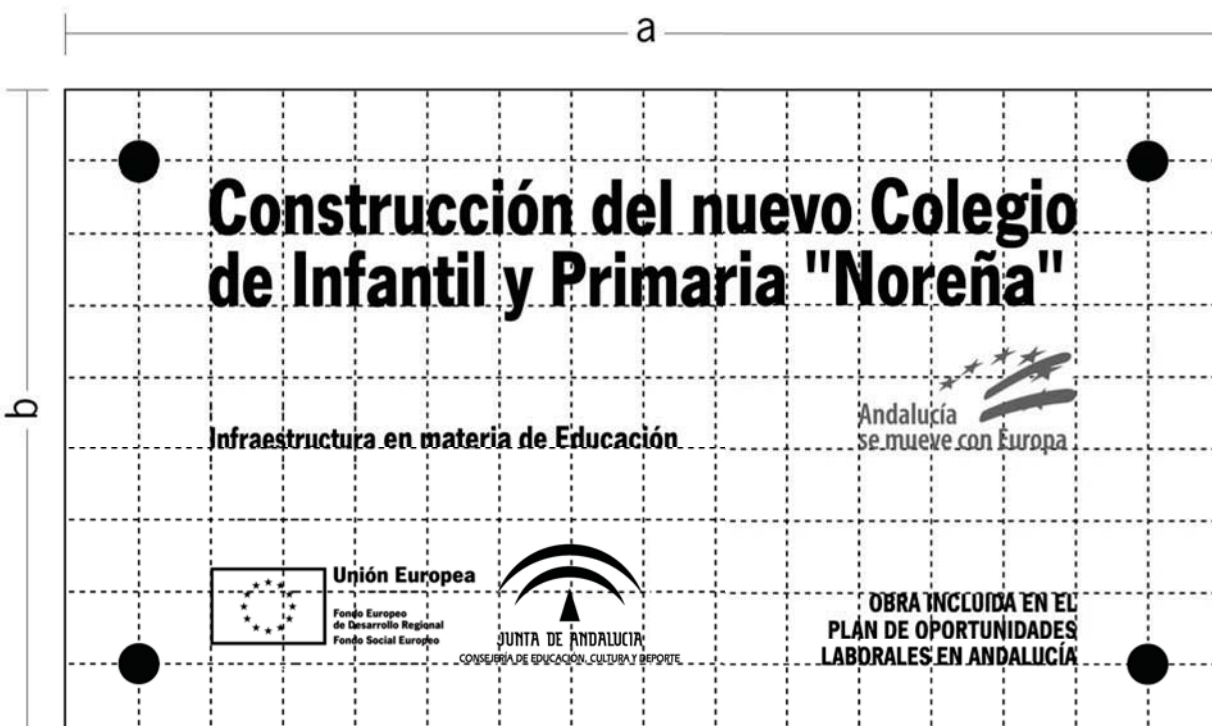 a
b
Construcción del nuevo Colegio
de Infantil y Primaria "Noreña"
Andalucía
se mueve con Europa
Infraestructura en materia de Educación
Unión Europea
Fondo Europeo
de Desarrollo Regional
Fondo Social Europeo
JUNTA DE ANDALUCIA
CONSEJERÍA DE EDUCACIÓN, CULTURA Y DEPORTE
OBRA INCLUIDA EN EL
PLAN DE OPORTUNIDADES
LABORALES EN ANDALUCÍA